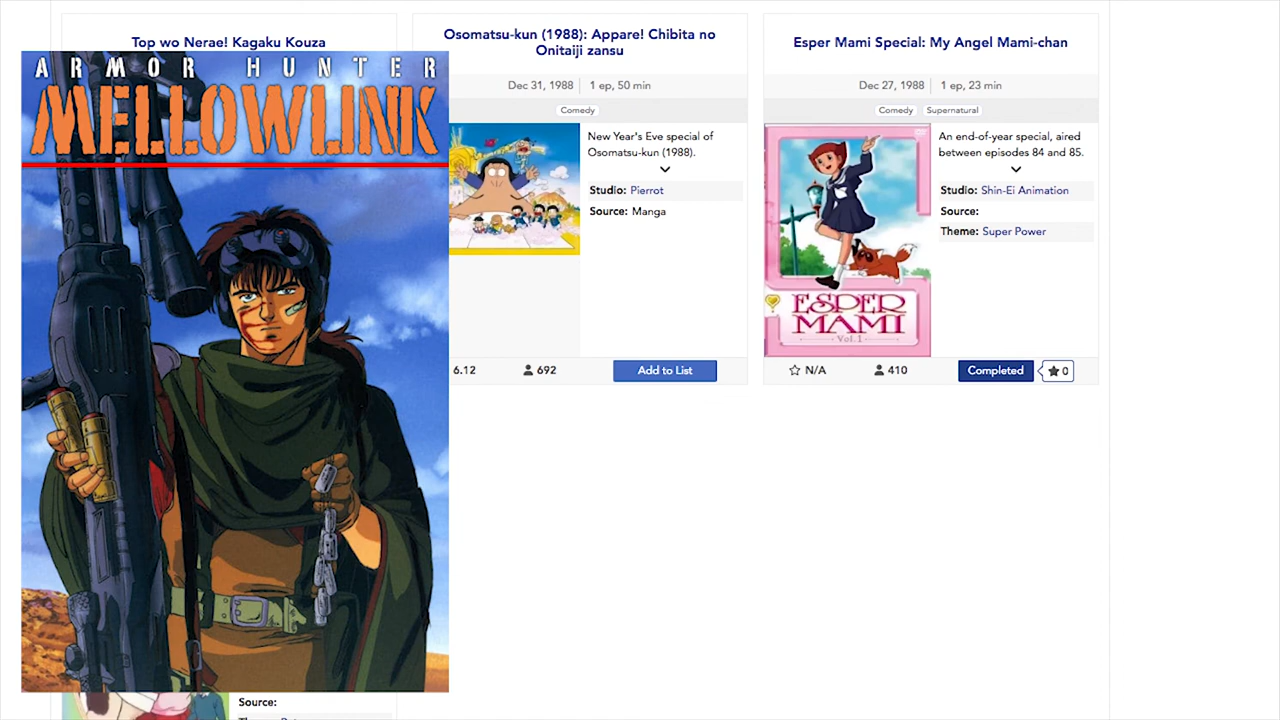 Top wo Nerae! Kagaku Kouza
ARMOR HUNTER
MELLOWLINK
Osomatsu-kun (1988): Appare! Chibita no
Onitaiji zansu
Dec 31, 1988 1 ep, 50 min
Comedy
New Year's Eve special of
Osomatsu-kun (1988).
Studio: Pierrot
Source: Manga
6.12 692 Add to List
Esper Mami Special: My Angel Mami-chan
Dec 27, 1988 1 ep, 23 min
Comedy Supernatural
ESPER
MAMI
Vol.1
An end-of-year special, aired
between episodes 84 and 85.
Studio: Shin-Ei Animation
Source:
Theme: Super Power
N/A 410 Completed 0
Source: